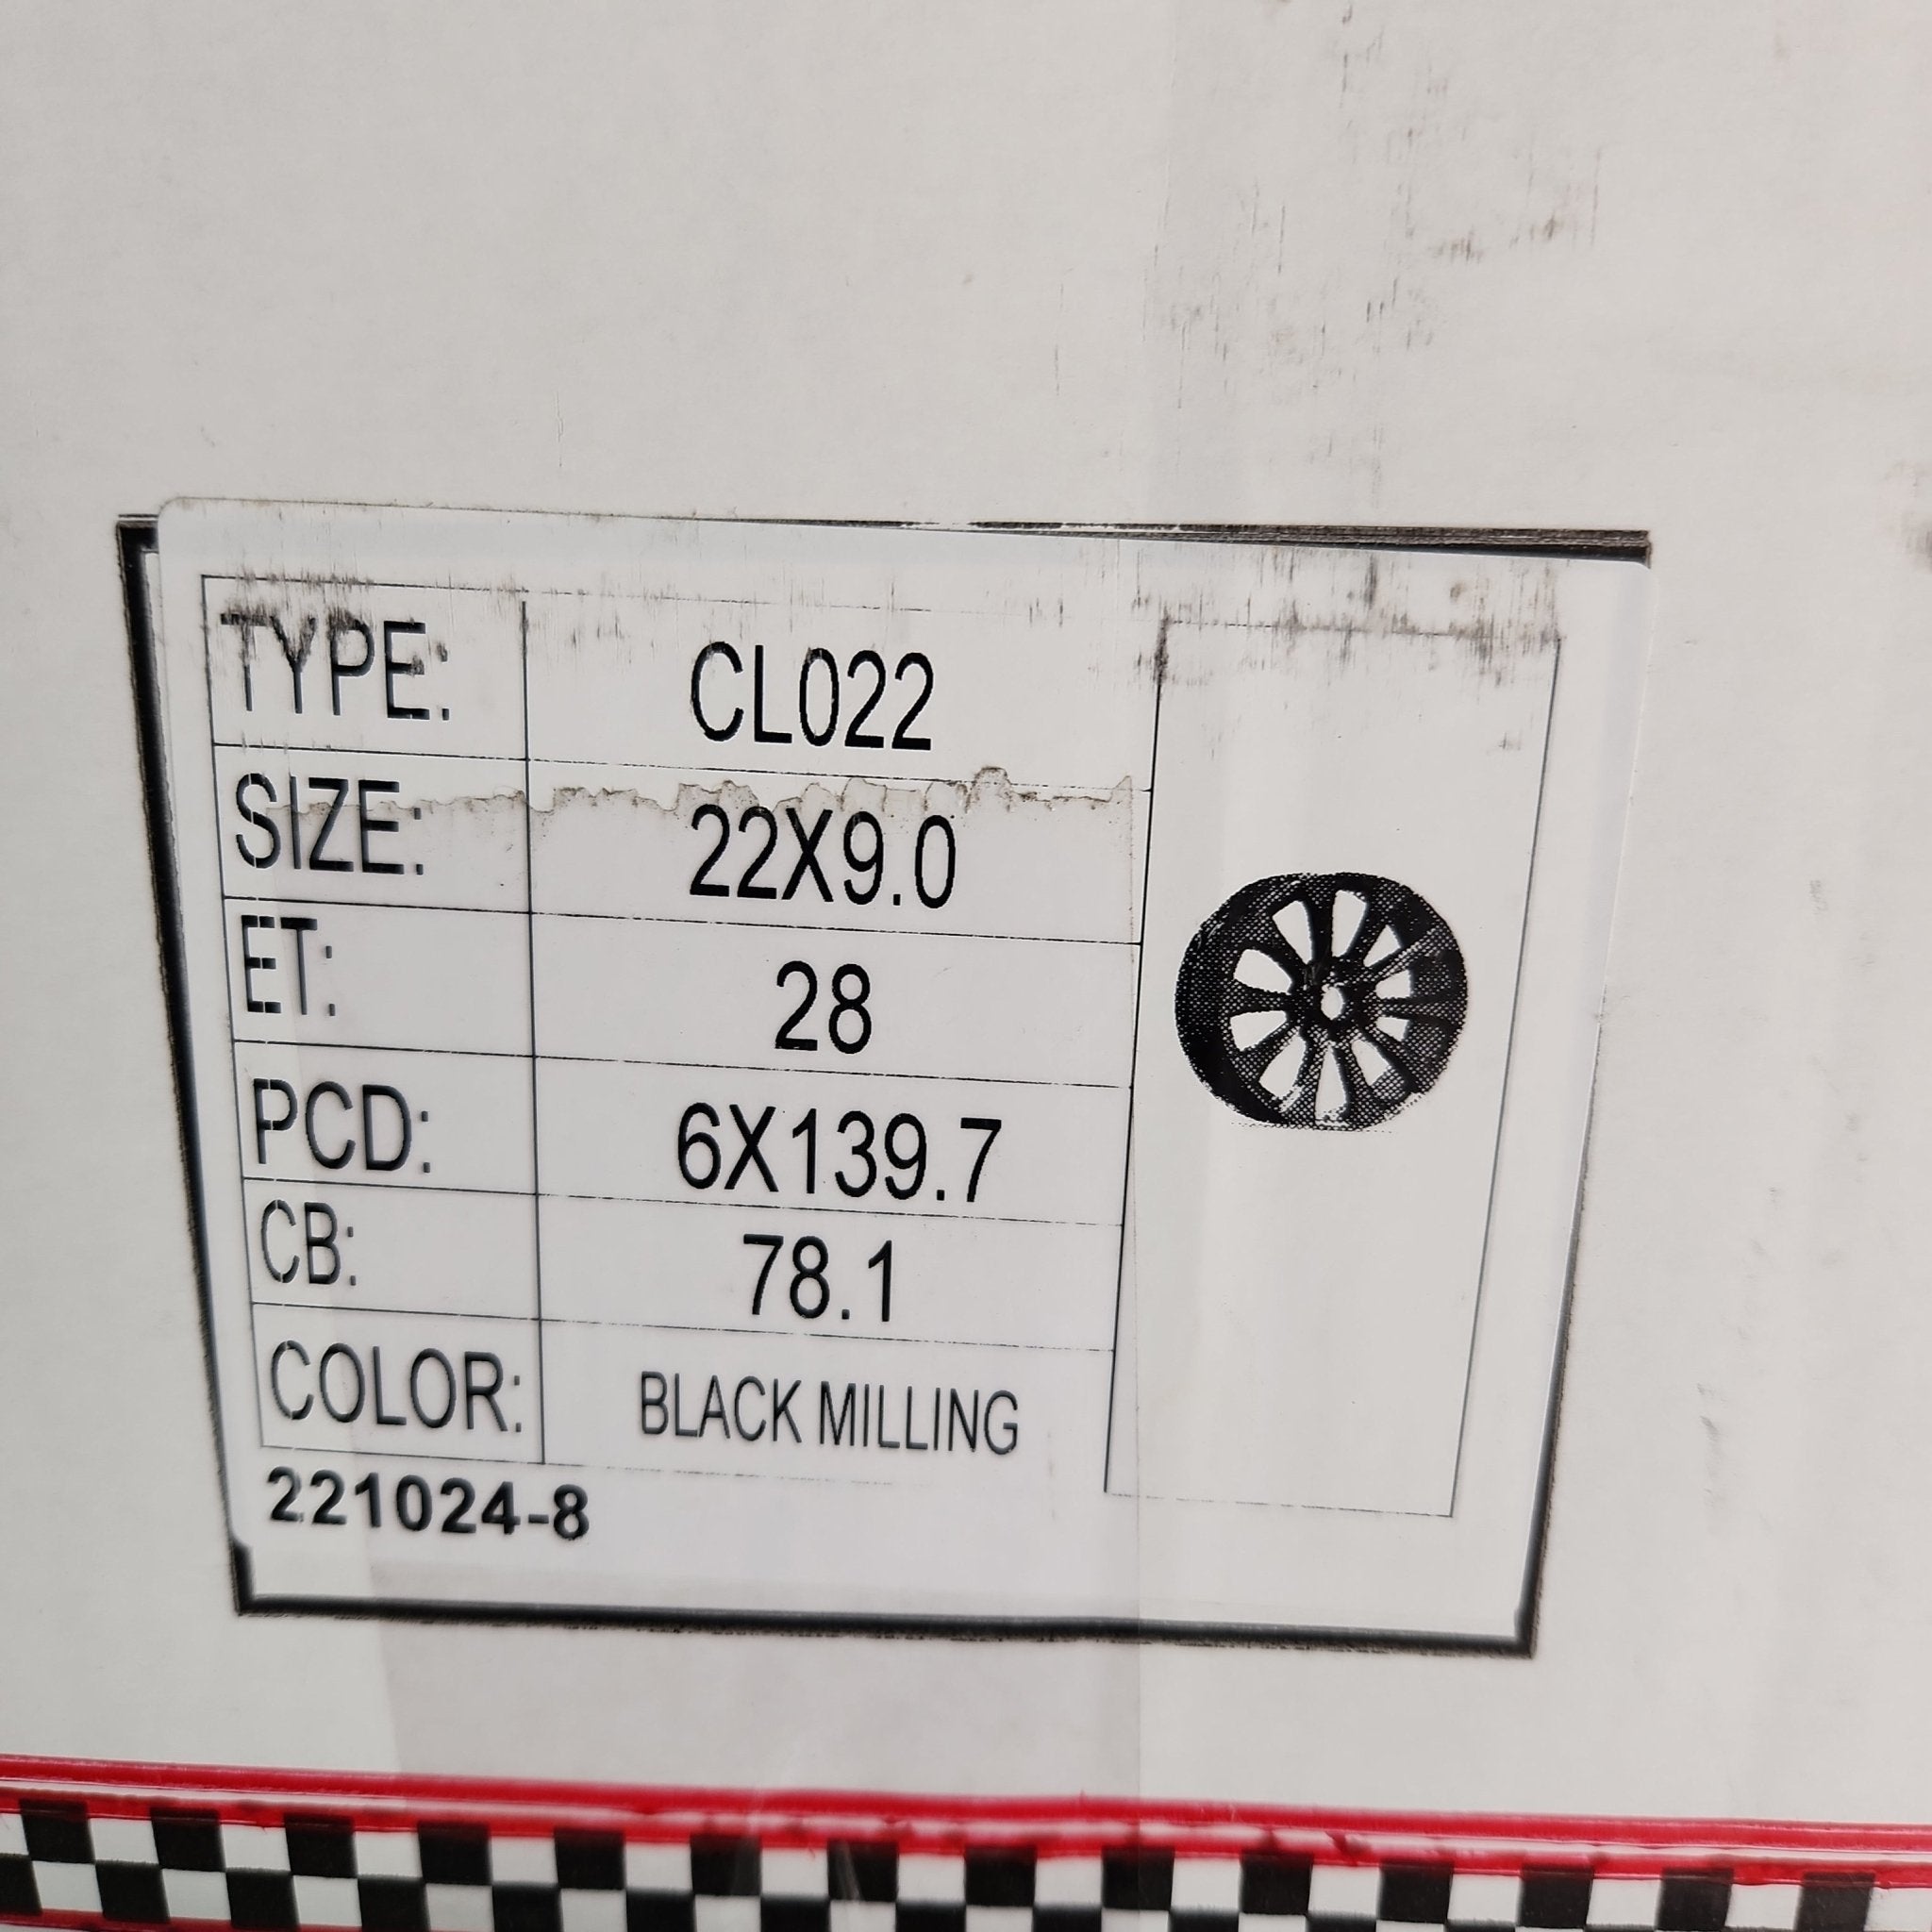 TYPE: CL022
SIZE: 22X9.0
ET: 28
PCD: 6X139.7
CB: 78.1
COLOR: BLACK MILLING
221024-8